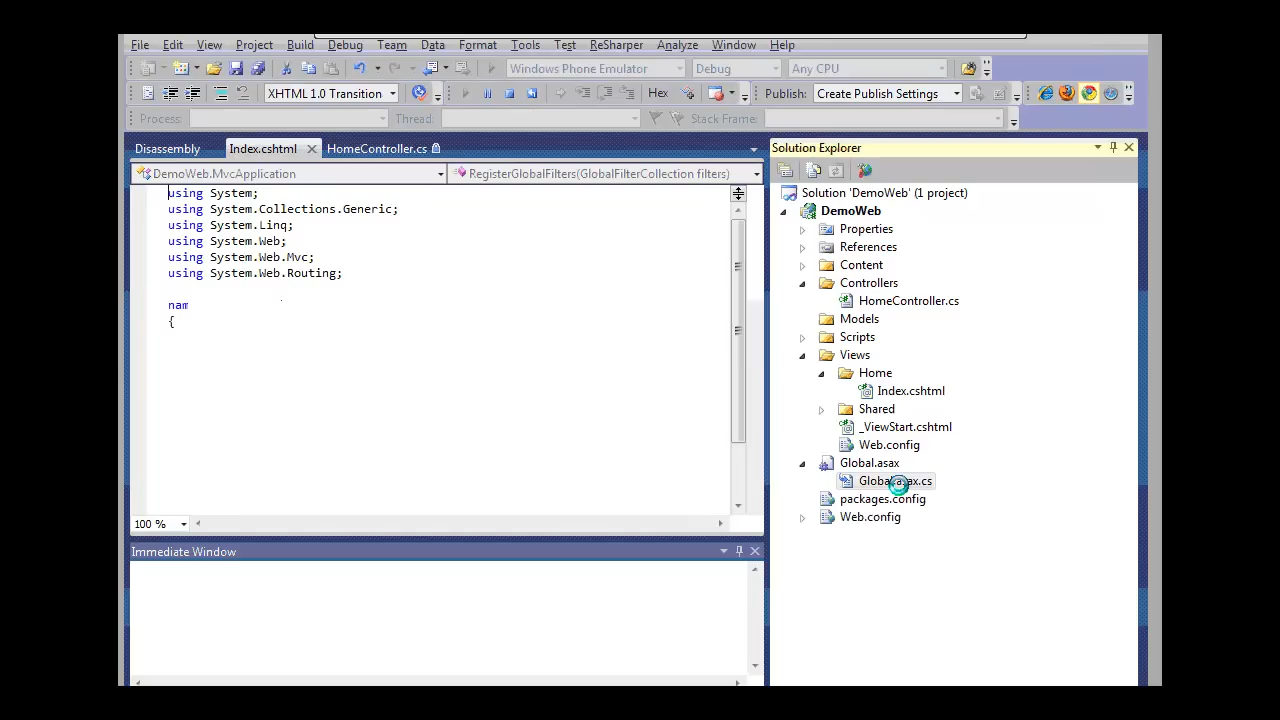 File Edit View Project Build Debug Team Data Format Tools Test ReSharper Analyze Window Help
Windows Phone Emulator Debug Any CPU
XHTML 1.0 Transition Hex Publish: Create Publish Settings
Process: Thread: Stack Frame:
Disassembly Index.cshtml HomeController.cs
DemoWeb.MvcApplication RegisterGlobalFilters(GlobalFilterCollection filters)
using System;
using System.Collections.Generic;
using System.Linq;
using System.Web;
using System.Web.Mvc;
using System.Web.Routing;
nam
{
100 %
Immediate Window
Solution Explorer
Solution 'DemoWeb' (1 project)
DemoWeb
Properties
References
Content
Controllers
HomeController.cs
Models
Scripts
Views
Home
Index.cshtml
Shared
_ViewStart.cshtml
Web.config
Global.asax
Global.asax.cs
packages.config
Web.config